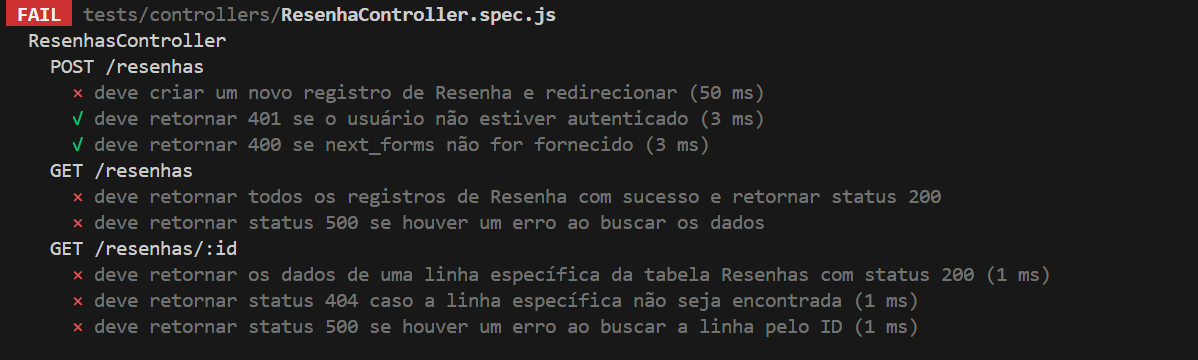 FAIL tests/controllers/ResenhaController.spec.js
ResenhasController
POST /resenhas
× deve criar um novo registro de Resenha e redirecionar (50 ms)
√ deve retornar 401 se o usuário não estiver autenticado (3 ms)
√ deve retornar 400 se next_forms não for fornecido (3 ms)
GET /resenhas
× deve retornar todos os registros de Resenha com sucesso e retornar status 200
× deve retornar status 500 se houver um erro ao buscar os dados
GET /resenhas/:id
× deve retornar os dados de uma linha específica da tabela Resenhas com status 200 (1 ms)
× deve retornar status 404 caso a linha específica não seja encontrada (1 ms)
× deve retornar status 500 se houver um erro ao buscar a linha pelo ID (1 ms)